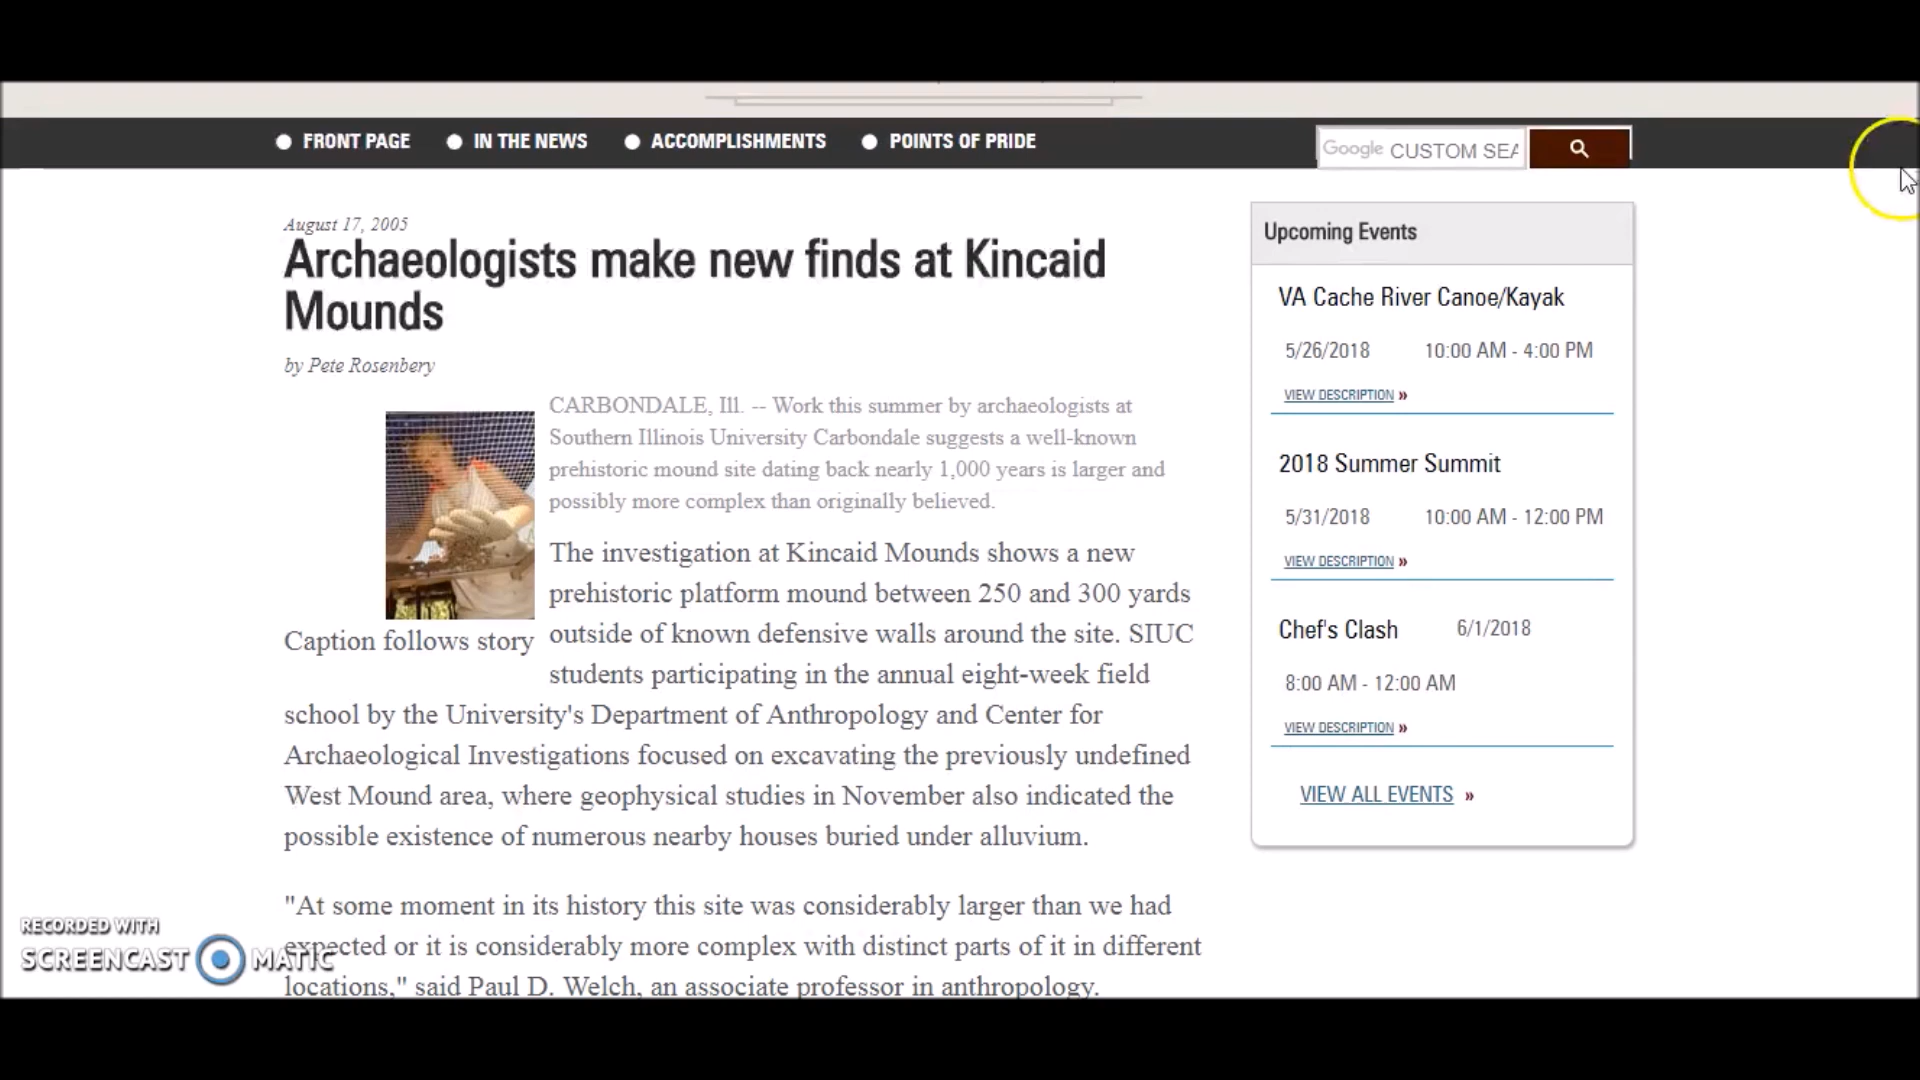 FRONT PAGE
IN THE NEWS
ACCOMPLISHMENTS
POINTS OF PRIDE
Google CUSTOM SEA
August 17, 2005
Archaeologists make new finds at Kincaid
Mounds
by Pete Rosenbery
CARBONDALE, Ill. -- Work this summer by archaeologists at
Southern Illinois University Carbondale suggests a well-known
prehistoric mound site dating back nearly 1,000 years is larger and
possibly more complex than originally believed.
The investigation at Kincaid Mounds shows a new
prehistoric platform mound between 250 and 300 yards
Caption follows story
outside of known defensive walls around the site. SIUC
students participating in the annual eight-week field
school by the University's Department of Anthropology and Center for
Archaeological Investigations focused on excavating the previously undefined
West Mound area, where geophysical studies in November also indicated the
possible existence of numerous nearby houses buried under alluvium.
"At some moment in its history this site was considerably larger than we had
expected or it is considerably more complex with distinct parts of it in different
locations," said Paul D. Welch, an associate professor in anthropology.
Upcoming Events
VA Cache River Canoe/Kayak
5/26/2018 10:00 AM - 4:00 PM
VIEW DESCRIPTION »
2018 Summer Summit
5/31/2018 10:00 AM - 12:00 PM
VIEW DESCRIPTION »
Chef's Clash 6/1/2018
8:00 AM - 12:00 AM
VIEW DESCRIPTION »
VIEW ALL EVENTS »
RECORDED WITH
SCREENCAST MATIC